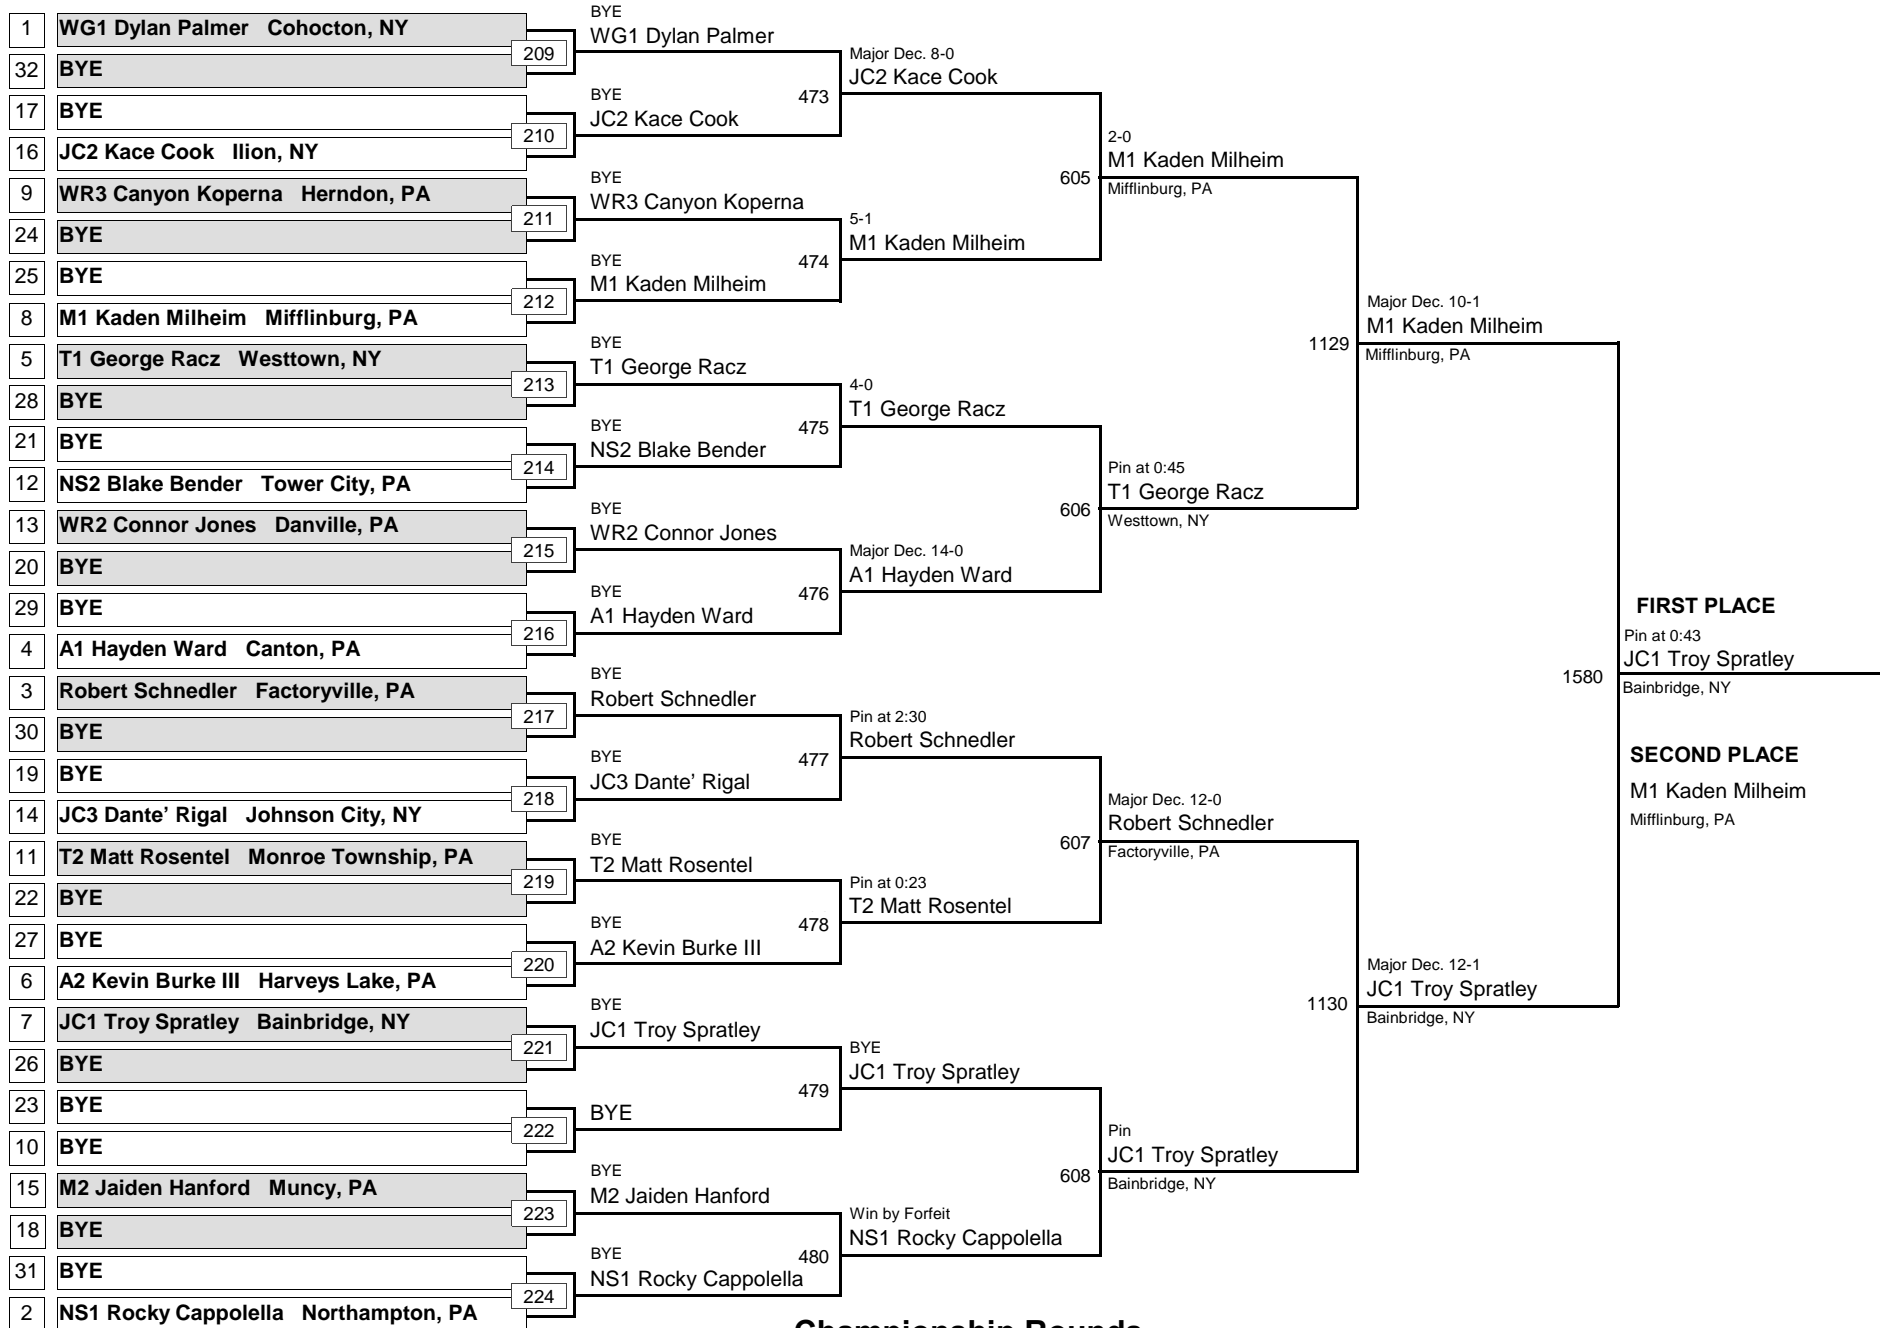 1 WG1 Dylan Palmer Cohocton, NY
32 BYE
209
17 BYE
16 JC2 Kace Cook Ilion, NY
210
9 WR3 Canyon Koperna Herndon, PA
24 BYE
211
25 BYE
8 M1 Kaden Milheim Mifflinburg, PA
212
5 T1 George Racz Westtown, NY
28 BYE
213
21 BYE
12 NS2 Blake Bender Tower City, PA
214
13 WR2 Connor Jones Danville, PA
20 BYE
215
29 BYE
4 A1 Hayden Ward Canton, PA
216
3 Robert Schnedler Factoryville, PA
30 BYE
217
19 BYE
14 JC3 Dante’ Rigal Johnson City, NY
218
11 T2 Matt Rosentel Monroe Township, PA
22 BYE
219
27 BYE
6 A2 Kevin Burke III Harveys Lake, PA
220
7 JC1 Troy Spratley Bainbridge, NY
26 BYE
221
23 BYE
10 BYE
222
15 M2 Jaiden Hanford Muncy, PA
18 BYE
223
31 BYE
2 NS1 Rocky Cappolella Northampton, PA
224
BYE
WG1 Dylan Palmer
473
BYE
JC2 Kace Cook
BYE
WR3 Canyon Koperna
474
BYE
M1 Kaden Milheim
BYE
T1 George Racz
475
BYE
NS2 Blake Bender
BYE
WR2 Connor Jones
476
BYE
A1 Hayden Ward
BYE
Robert Schnedler
477
BYE
JC3 Dante’ Rigal
BYE
T2 Matt Rosentel
478
BYE
A2 Kevin Burke III
BYE
JC1 Troy Spratley
479
BYE
BYE
M2 Jaiden Hanford
480
BYE
NS1 Rocky Cappolella
Major Dec. 8-0
JC2 Kace Cook
605
5-1
M1 Kaden Milheim
4-0
T1 George Racz
606
Major Dec. 14-0
A1 Hayden Ward
Pin at 2:30
Robert Schnedler
607
Pin at 0:23
T2 Matt Rosentel
BYE
JC1 Troy Spratley
608
Win by Forfeit
NS1 Rocky Cappolella
2-0
M1 Kaden Milheim
Mifflinburg, PA
1129
Pin at 0:45
T1 George Racz
Westtown, NY
Major Dec. 12-0
Robert Schnedler
Factoryville, PA
1130
Pin
JC1 Troy Spratley
Bainbridge, NY
Major Dec. 10-1
M1 Kaden Milheim
Mifflinburg, PA
1580
Major Dec. 12-1
JC1 Troy Spratley
Bainbridge, NY
FIRST PLACE
Pin at 0:43
JC1 Troy Spratley
Bainbridge, NY
SECOND PLACE
M1 Kaden Milheim
Mifflinburg, PA
Championship Rounds